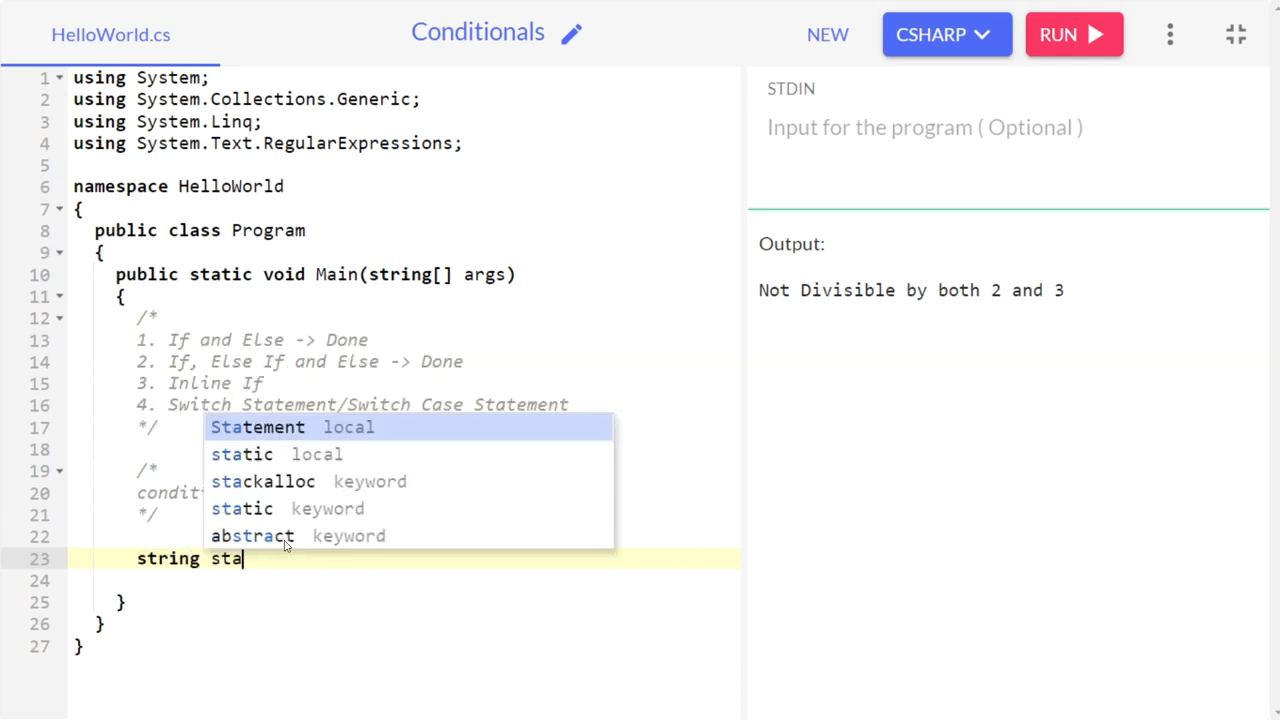 HelloWorld.cs
Conditionals
NEW
CSHARP
RUN
1 using System;
2 using System.Collections.Generic;
3 using System.Linq;
4 using System.Text.RegularExpressions;
5
6 namespace HelloWorld
7 {
8 public class Program
9 {
10 public static void Main(string[] args)
11 {
12 /*
13 1. If and Else -> Done
14 2. If, Else If and Else -> Done
15 3. Inline If
16 4. Switch Statement/Switch Case Statement
17 */
18
19 /*
20
21 */
22
23 string sta
24
25 }
26 }
27 }
Statement local
static local
stackalloc keyword
static keyword
abstract keyword
STDIN
Input for the program ( Optional )
Output:
Not Divisible by both 2 and 3